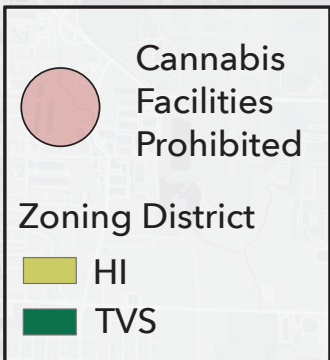 Cannabis
Facilities
Prohibited
Zoning District
HI
TVS